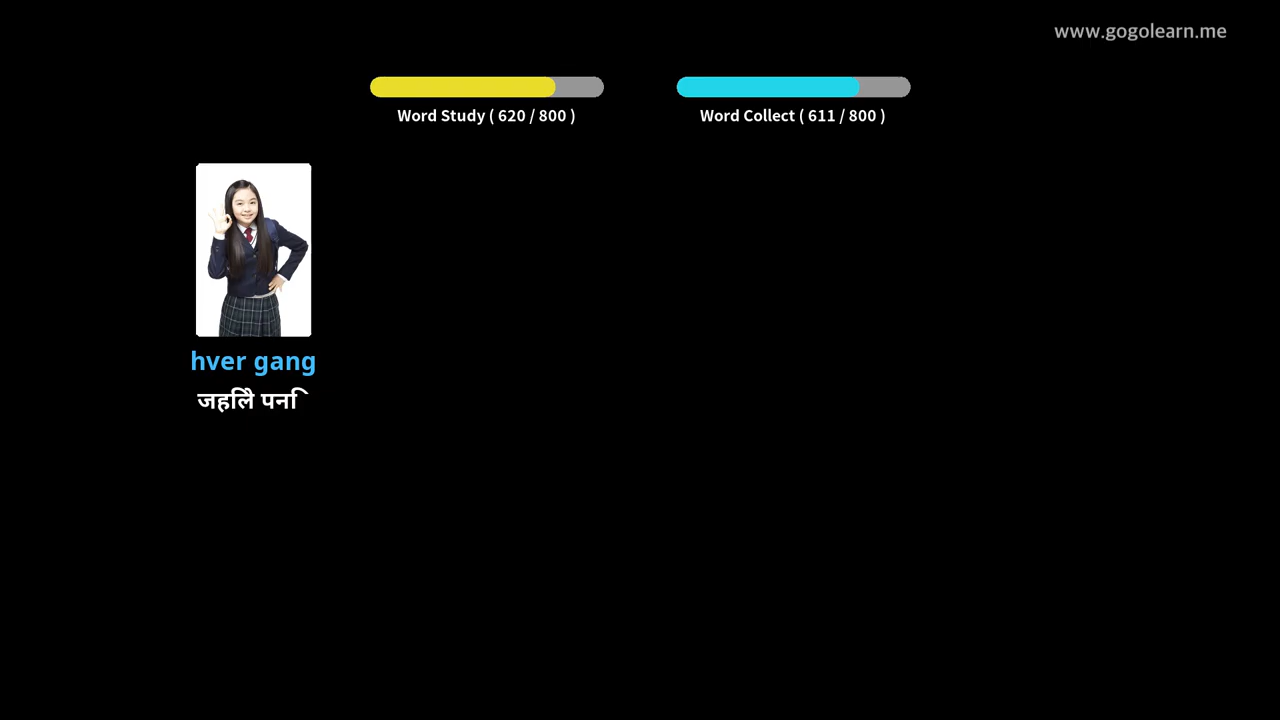 www.gogolearn.me
Word Study ( 620 / 800 )
Word Collect ( 611 / 800 )
hver gang
जहिले पनि